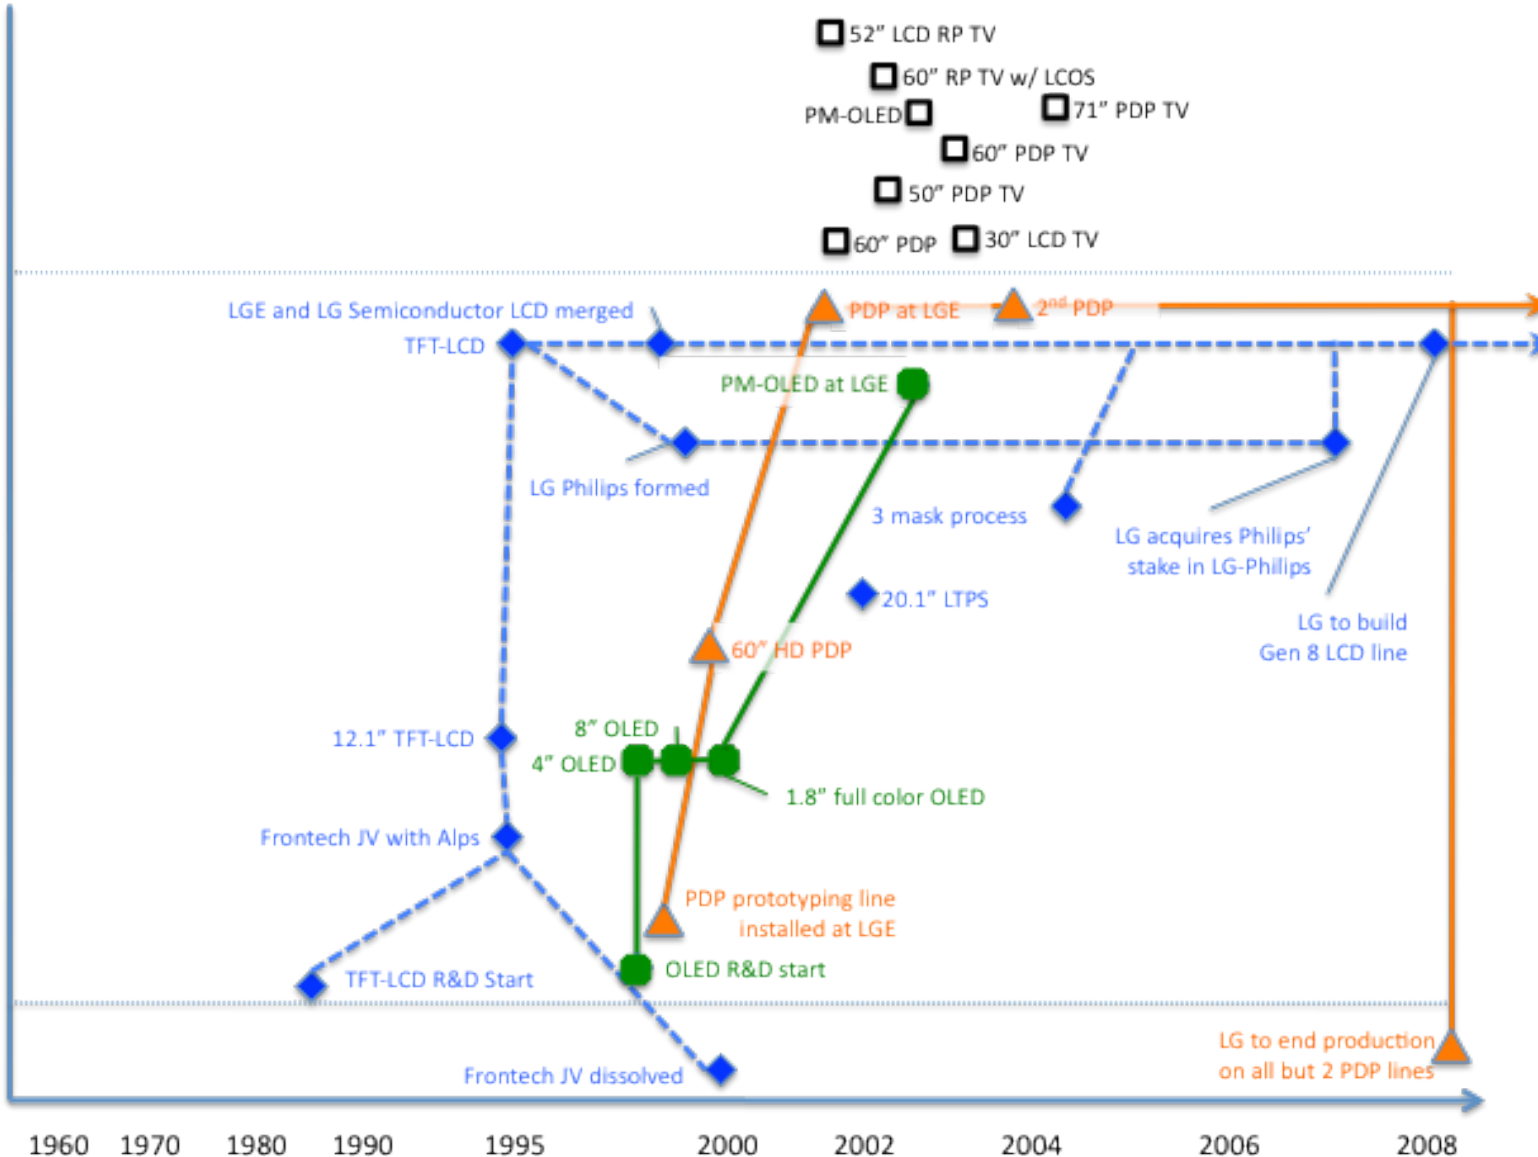 52” LCD RP TV
60” RP TV w/ LCOS
PM-OLED
71” PDP TV
60” PDP TV
50” PDP TV
60” PDP
30” LCD TV
LGE and LG Semiconductor LCD merged
PDP at LGE
2nd PDP
TFT-LCD
PM-OLED at LGE
LG Philips formed
3 mask process
LG acquires Philips’
stake in LG-Philips
20.1” LTPS
LG to build
Gen 8 LCD line
60” HD PDP
8” OLED
12.1” TFT-LCD
4” OLED
1.8” full color OLED
Frontech JV with Alps
PDP prototyping line
installed at LGE
OLED R&D start
TFT-LCD R&D Start
LG to end production
on all but 2 PDP lines
Frontech JV dissolved
1960 1970 1980 1990 1995 2000 2002 2004 2006 2008